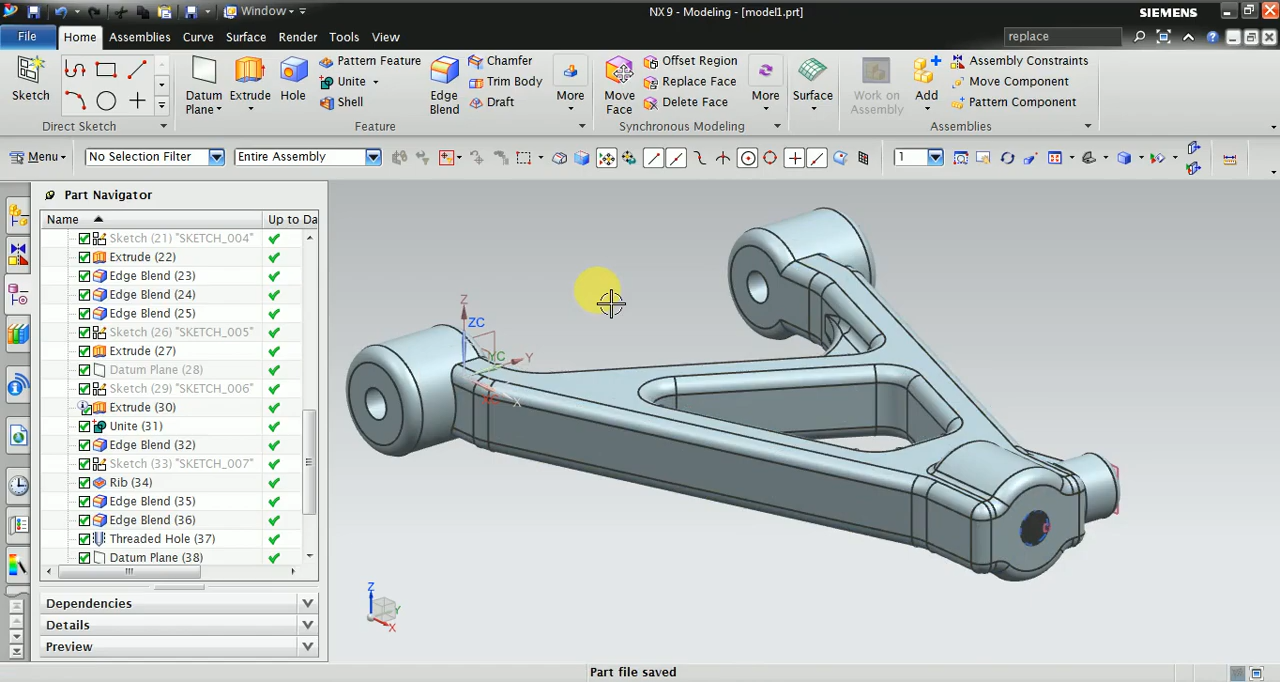 Window
NX 9 - Modeling - [model1.prt]
SIEMENS
File Home Assemblies Curve Surface Render Tools View
replace
Sketch
Direct Sketch
Datum Plane
Extrude
Hole
Pattern Feature
Unite
Shell
Edge Blend
Chamfer
Trim Body
Draft
More
Feature
Move Face
Offset Region
Replace Face
Delete Face
More
Synchronous Modeling
Surface
Work on Assembly
Add
Assembly Constraints
Move Component
Pattern Component
Assemblies
Menu
No Selection Filter
Entire Assembly
1
Part Navigator
Name Up to Da
Sketch (21) "SKETCH_004"
Extrude (22)
Edge Blend (23)
Edge Blend (24)
Edge Blend (25)
Sketch (26) "SKETCH_005"
Extrude (27)
Datum Plane (28)
Sketch (29) "SKETCH_006"
Extrude (30)
Unite (31)
Edge Blend (32)
Sketch (33) "SKETCH_007"
Rib (34)
Edge Blend (35)
Edge Blend (36)
Threaded Hole (37)
Datum Plane (38)
Dependencies
Details
Preview
Z
ZC
YC
Y
X
Z
Y
X
Part file saved